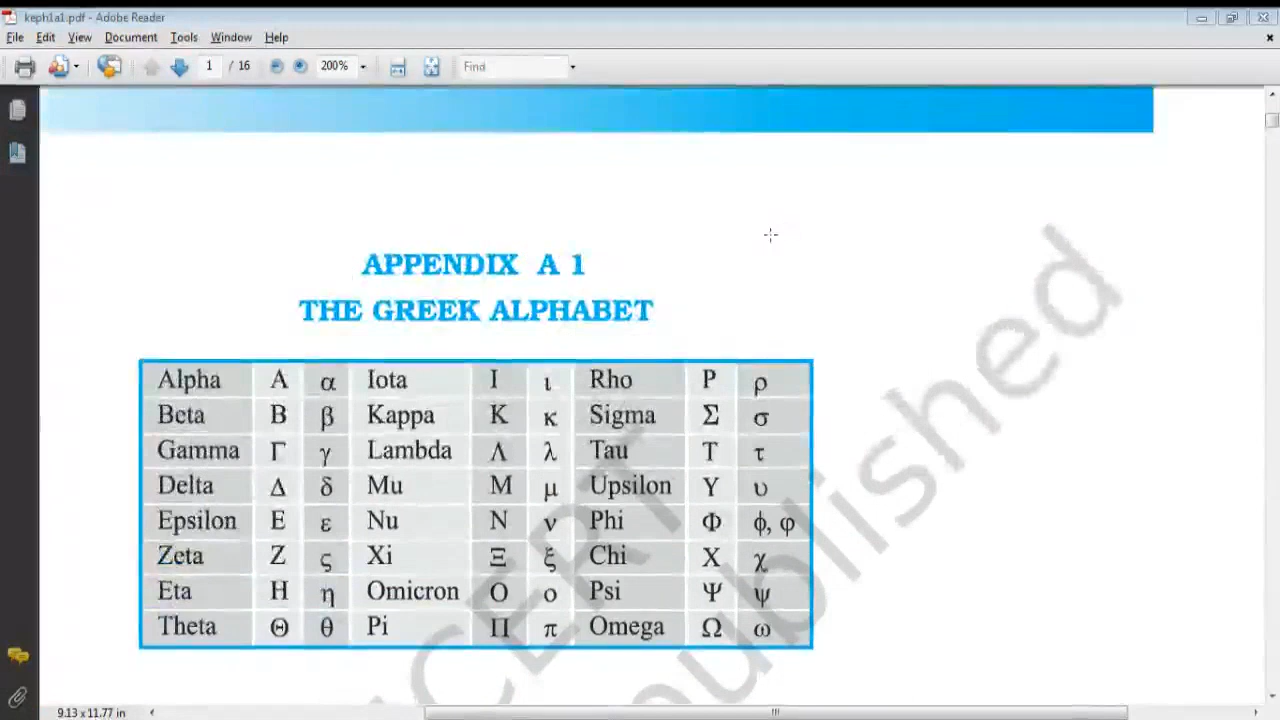 keph1a1.pdf - Adobe Reader
File Edit View Document Tools Window Help
1 / 16 200% Find
APPENDIX A 1
THE GREEK ALPHABET
Alpha Α α Iota Ι ι Rho Ρ ρ
Beta Β β Kappa Κ κ Sigma Σ σ
Gamma Γ γ Lambda Λ λ Tau Τ τ
Delta Δ δ Mu Μ μ Upsilon Υ υ
Epsilon Ε ε Nu Ν ν Phi Φ ϕ, φ
Zeta Ζ ς Xi Ξ ξ Chi Χ χ
Eta Η η Omicron Ο ο Psi Ψ ψ
Theta Θ θ Pi Π π Omega Ω ω
NCERT
published
9.13 x 11.77 in